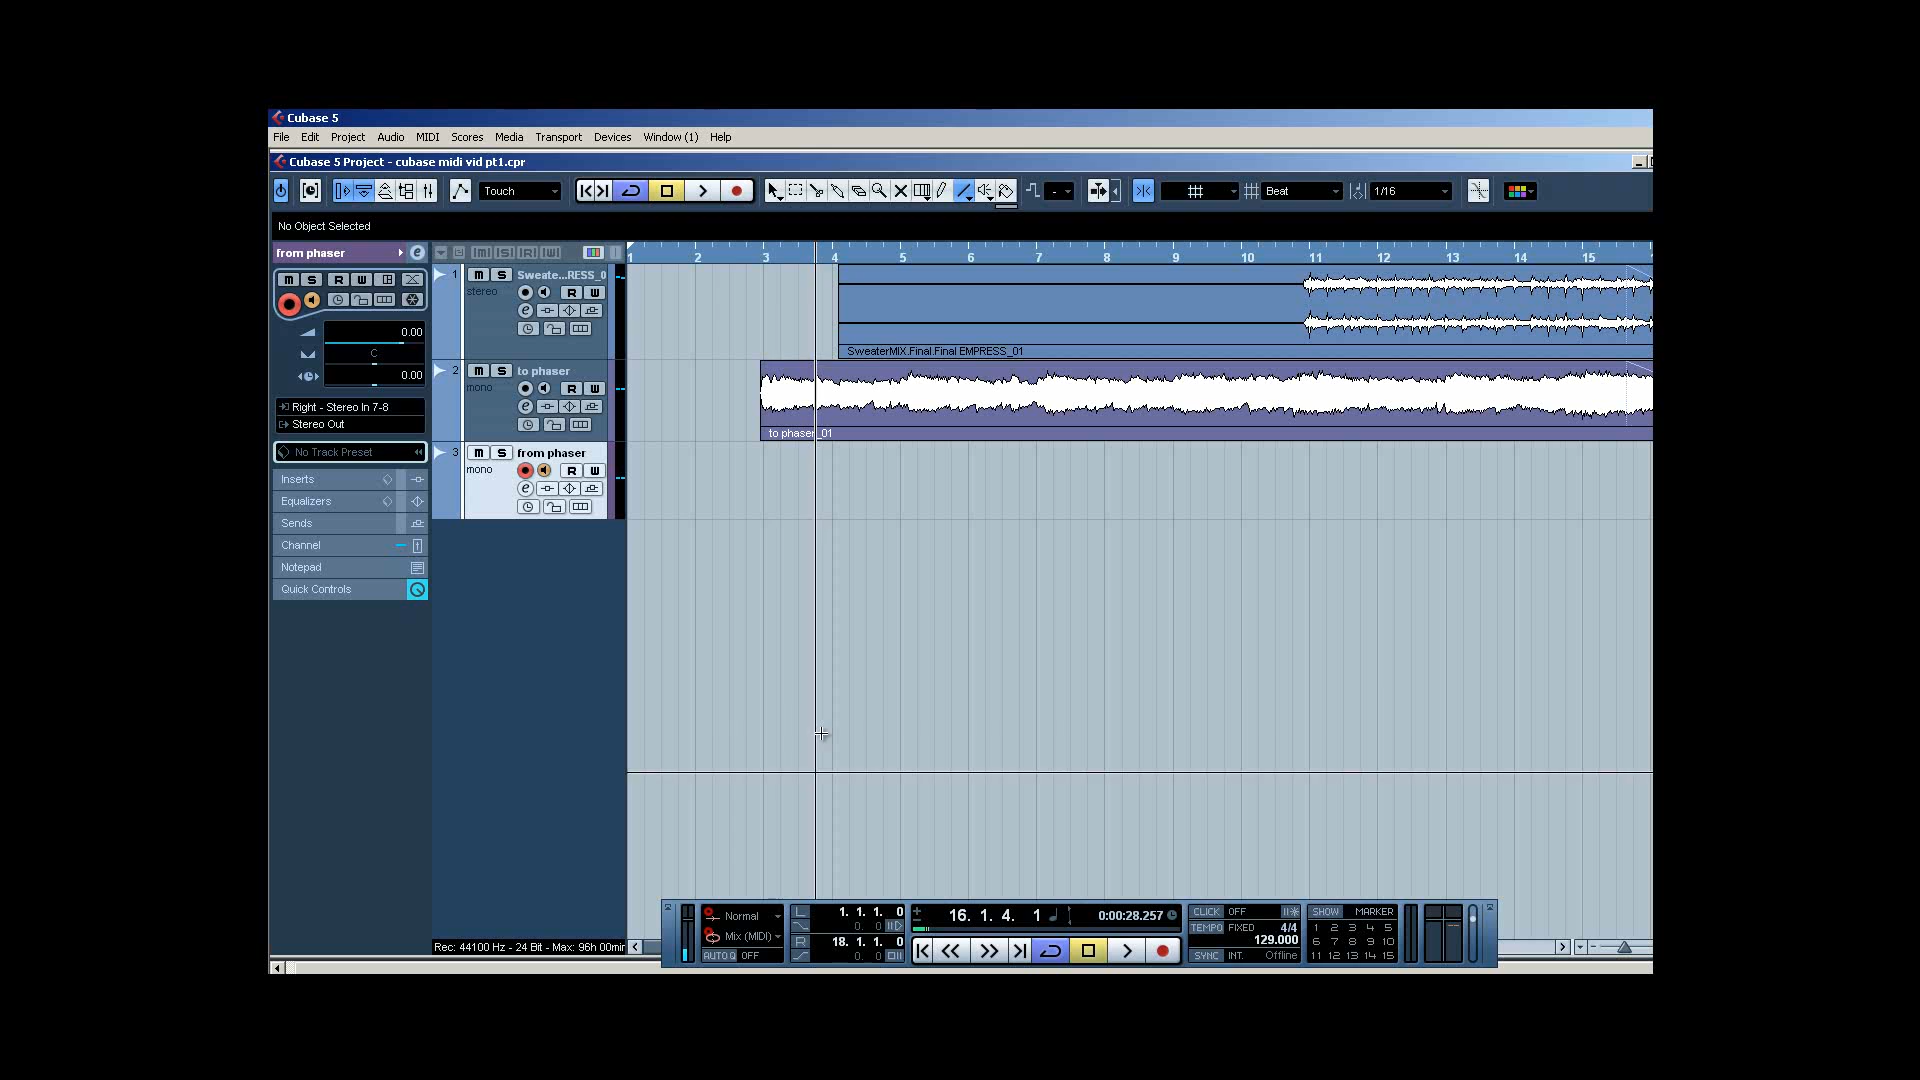 Cubase 5
File Edit Project Audio MIDI Scores Media Transport Devices Window (1) Help
Cubase 5 Project - cubase midi vid pt1.cpr
Touch - Beat 1/16
No Object Selected
from phaser
1 2 3 4 5 6 7 8 9 10 11 12 13 14 15
M S R W
0.00
C
0.00
Right - Stereo In 7-8
Stereo Out
No Track Preset
Inserts
Equalizers
Sends
Channel
Notepad
Quick Controls
1 m S Sweate...RESS_0
stereo R W
SweaterMIX.Final.Final EMPRESS_01
2 m S to phaser
mono R W
to phaser_01
3 m S from phaser
mono R W
Rec: 44100 Hz - 24 Bit - Max: 96h 00min
Normal
Mix (MIDI)
AUTO Q OFF
L 1. 1. 1. 0
0. 0
R 18. 1. 1. 0
0. 0
16. 1. 4. 1 0:00:28.257
CLICK OFF
TEMPO FIXED 4/4
129.000
SYNC INT. Offline
SHOW MARKER
1 2 3 4 5
6 7 8 9 10
11 12 13 14 15